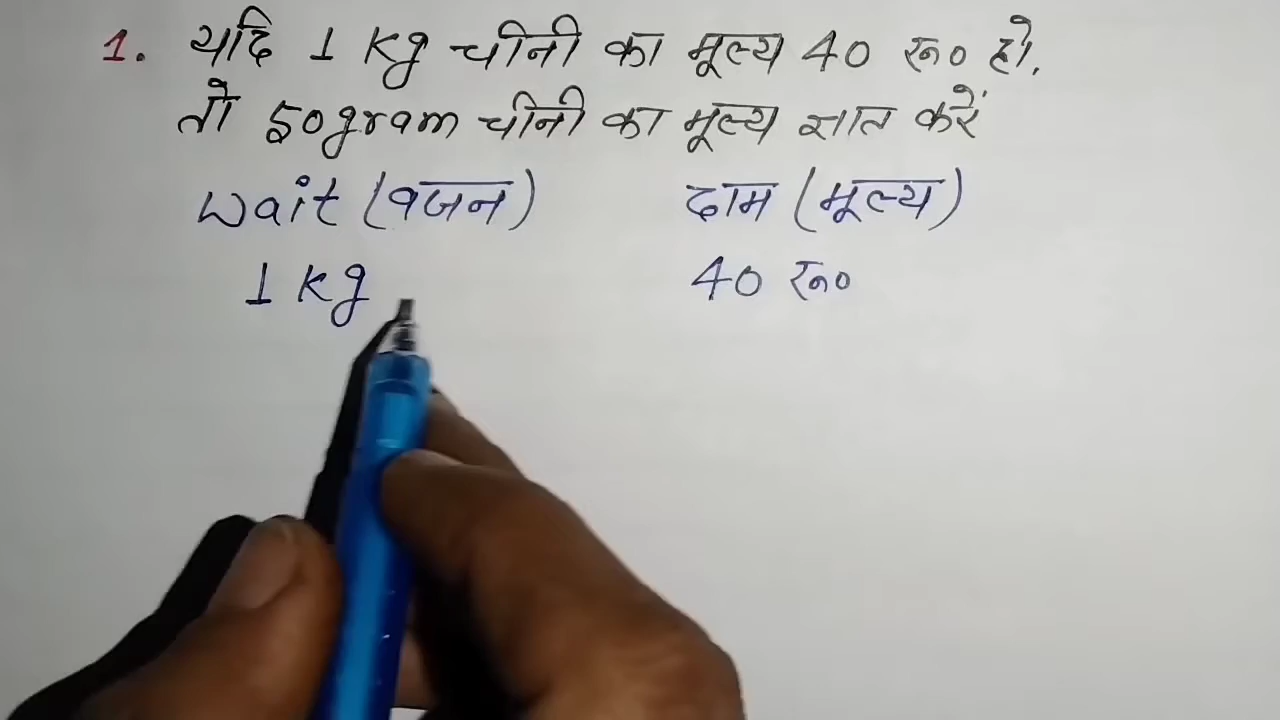 1. यदि 1 kg चीनी का मूल्य 40 रू० हो,
तो 50gram चीनी का मूल्य ज्ञात करें
wait (वजन) दाम (मूल्य)
1 kg 40 रू०